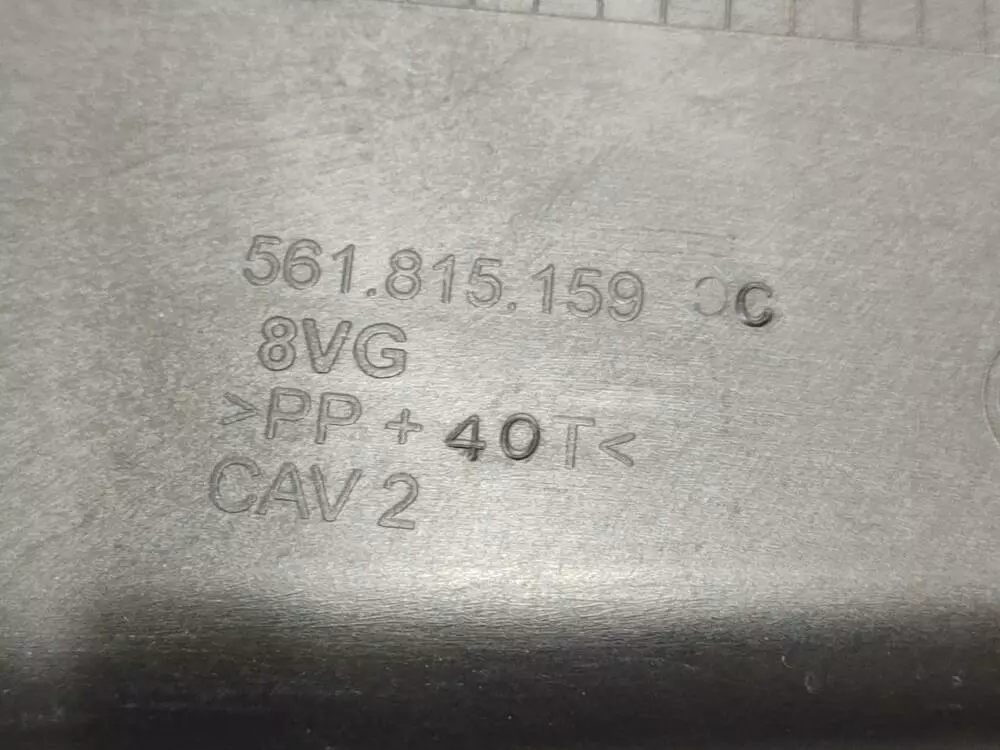 561.815.159 C
8VG
>PP + 40T<
CAV 2